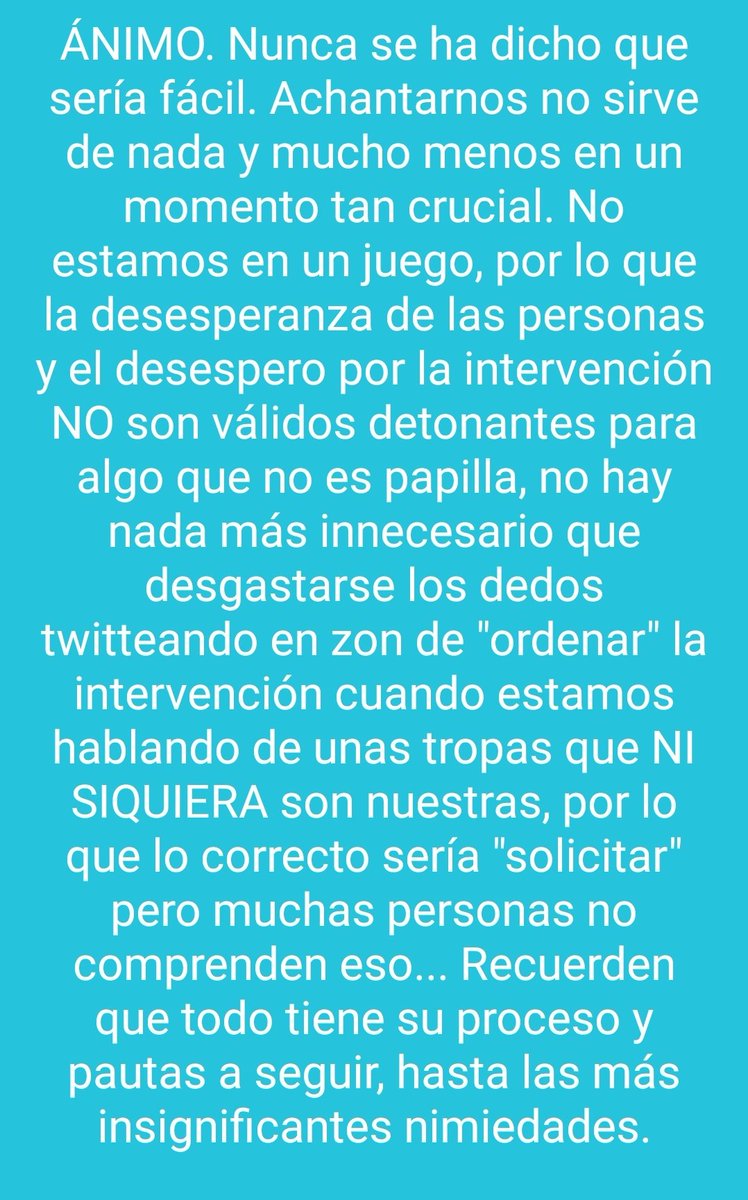 ÁNIMO. Nunca se ha dicho que
sería fácil. Achantarnos no sirve
de nada y mucho menos en un
momento tan crucial. No
estamos en un juego, por lo que
la desesperanza de las personas
y el desespero por la intervención
NO son válidos detonantes para
algo que no es papilla, no hay
nada más innecesario que
desgastarse los dedos
twitteando en zon de "ordenar" la
intervención cuando estamos
hablando de unas tropas que NI
SIQUIERA son nuestras, por lo
que lo correcto sería "solicitar"
pero muchas personas no
comprenden eso... Recuerden
que todo tiene su proceso y
pautas a seguir, hasta las más
insignificantes nimiedades.